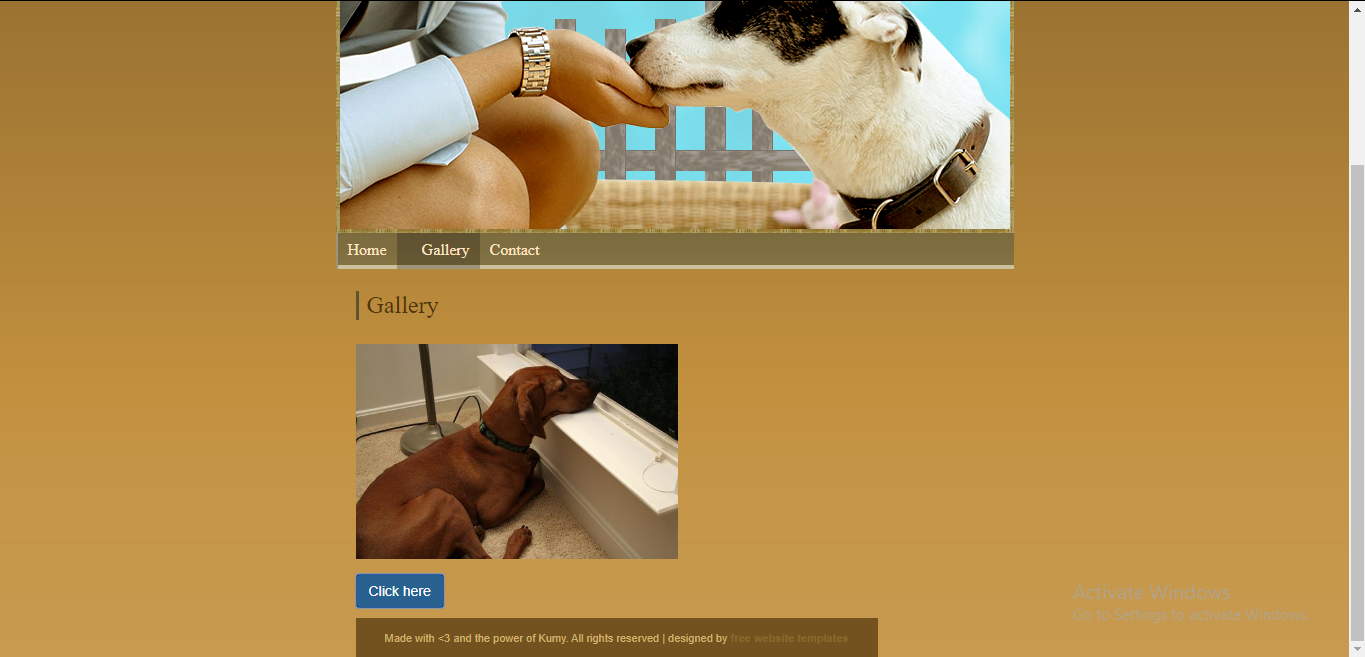 Home Gallery Contact
Gallery
Click here
Activate Windows
Go to Settings to activate Windows.
Made with <3 and the power of Kumy. All rights reserved | designed by free website templates